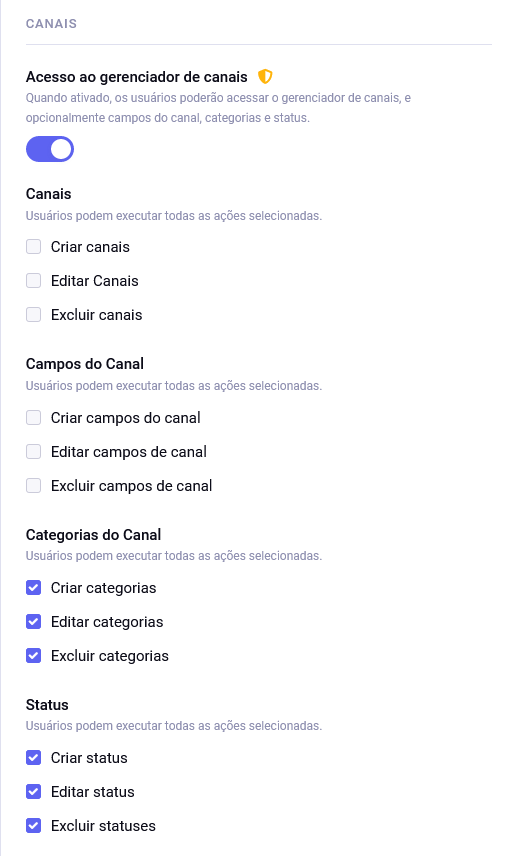 CANAIS
Acesso ao gerenciador de canais
Quando ativado, os usuários poderão acessar o gerenciador de canais, e
opcionalmente campos do canal, categorias e status.
Canais
Usuários podem executar todas as ações selecionadas.
Criar canais
Editar Canais
Excluir canais
Campos do Canal
Usuários podem executar todas as ações selecionadas.
Criar campos do canal
Editar campos de canal
Excluir campos de canal
Categorias do Canal
Usuários podem executar todas as ações selecionadas.
Criar categorias
Editar categorias
Excluir categorias
Status
Usuários podem executar todas as ações selecionadas.
Criar status
Editar status
Excluir statuses